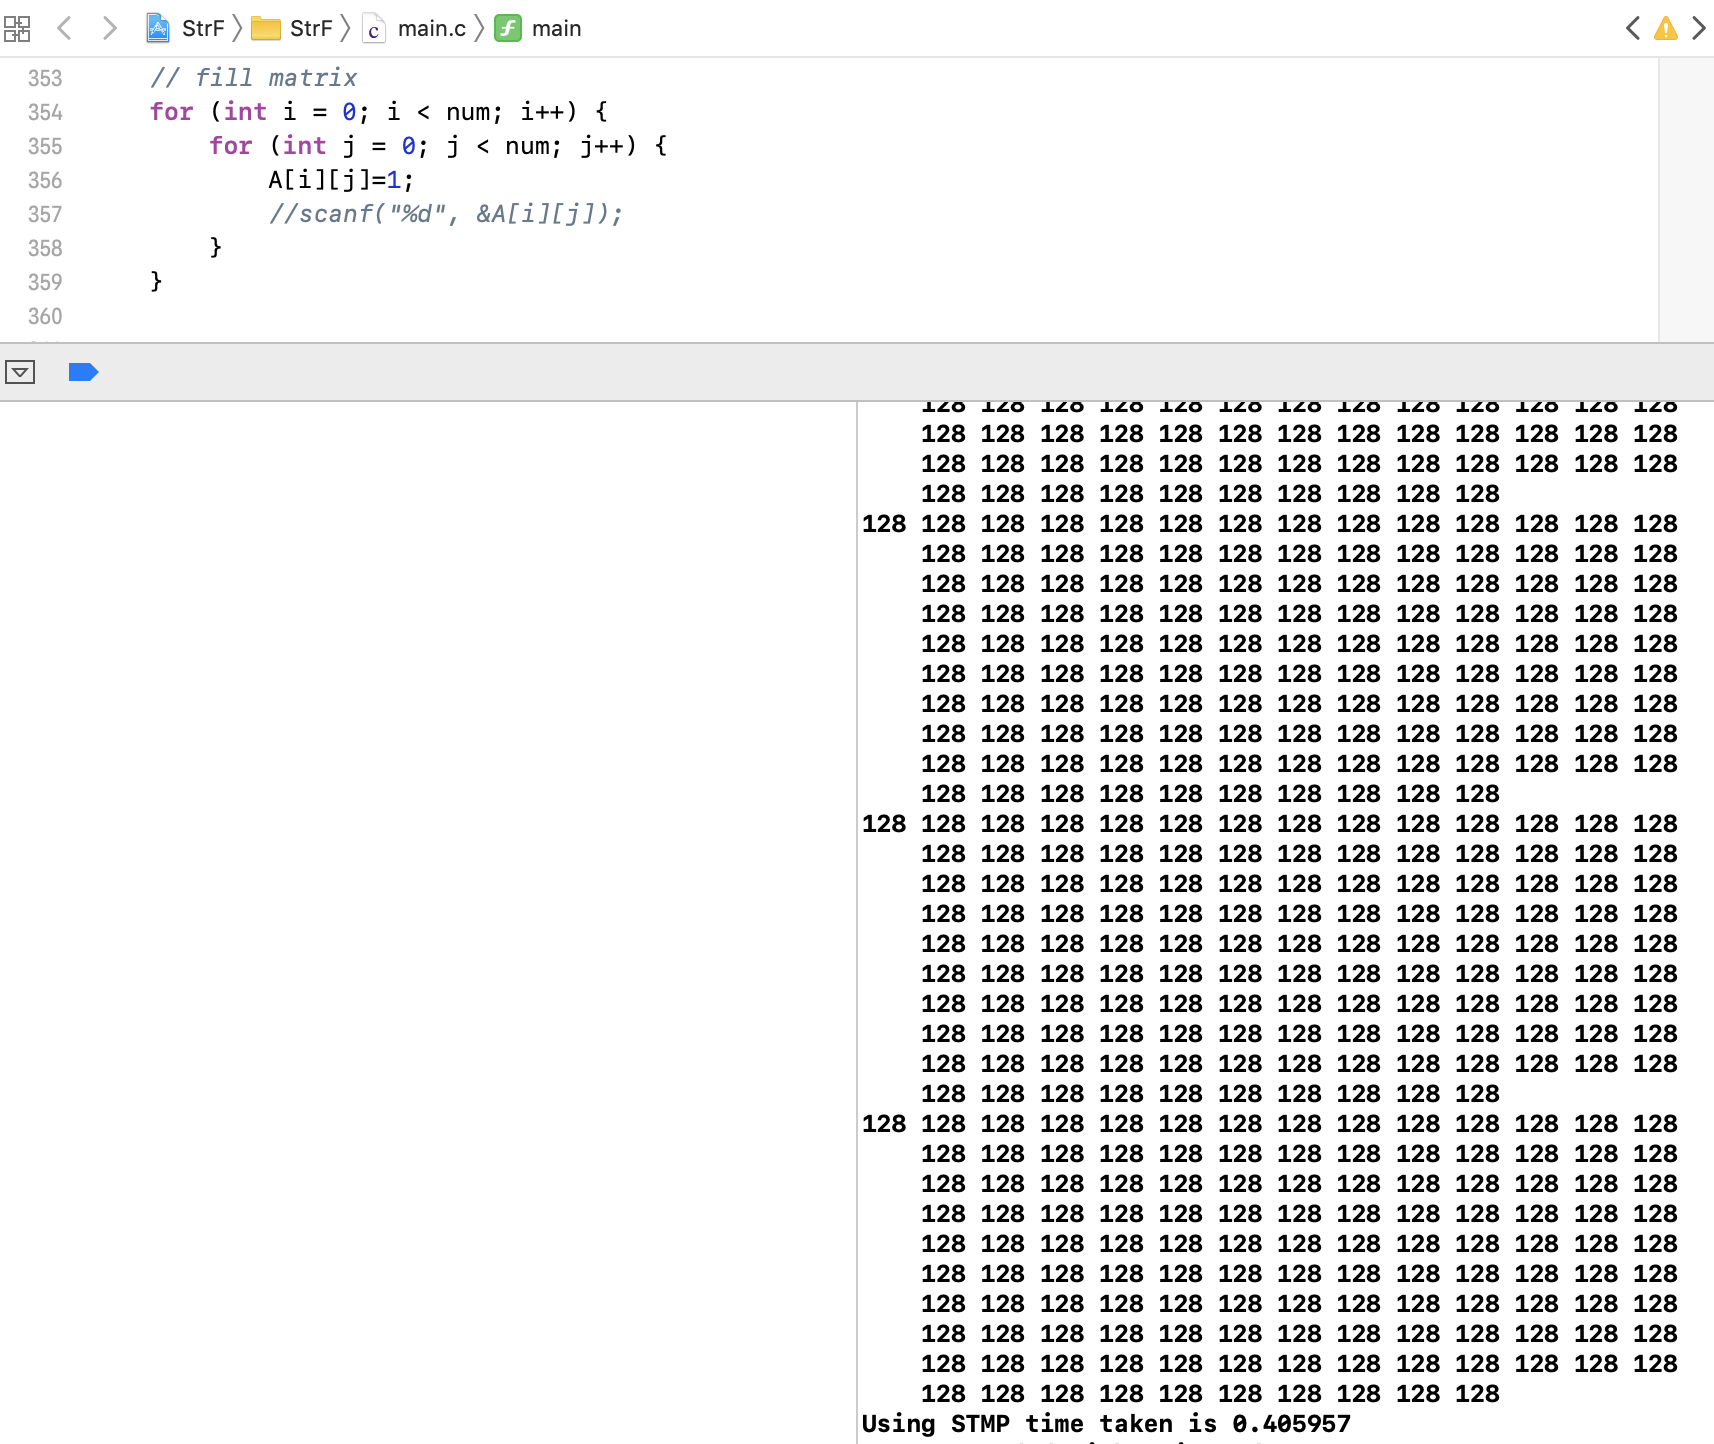 StrF StrF main.c main
353 // fill matrix
354 for (int i = 0; i < num; i++) {
355 for (int j = 0; j < num; j++) {
356 A[i][j]=1;
357 //scanf("%d", &A[i][j]);
358 }
359 }
360
128 128 128 128 128 128 128 128 128 128 128 128 128
128 128 128 128 128 128 128 128 128 128 128 128 128
128 128 128 128 128 128 128 128 128 128 128 128 128
128 128 128 128 128 128 128 128 128 128
128 128 128 128 128 128 128 128 128 128 128 128 128 128
128 128 128 128 128 128 128 128 128 128 128 128 128
128 128 128 128 128 128 128 128 128 128 128 128 128
128 128 128 128 128 128 128 128 128 128 128 128 128
128 128 128 128 128 128 128 128 128 128 128 128 128
128 128 128 128 128 128 128 128 128 128 128 128 128
128 128 128 128 128 128 128 128 128 128 128 128 128
128 128 128 128 128 128 128 128 128 128 128 128 128
128 128 128 128 128 128 128 128 128 128 128 128 128
128 128 128 128 128 128 128 128 128 128
128 128 128 128 128 128 128 128 128 128 128 128 128 128
128 128 128 128 128 128 128 128 128 128 128 128 128
128 128 128 128 128 128 128 128 128 128 128 128 128
128 128 128 128 128 128 128 128 128 128 128 128 128
128 128 128 128 128 128 128 128 128 128 128 128 128
128 128 128 128 128 128 128 128 128 128 128 128 128
128 128 128 128 128 128 128 128 128 128 128 128 128
128 128 128 128 128 128 128 128 128 128 128 128 128
128 128 128 128 128 128 128 128 128 128 128 128 128
128 128 128 128 128 128 128 128 128 128
128 128 128 128 128 128 128 128 128 128 128 128 128 128
128 128 128 128 128 128 128 128 128 128 128 128 128
128 128 128 128 128 128 128 128 128 128 128 128 128
128 128 128 128 128 128 128 128 128 128 128 128 128
128 128 128 128 128 128 128 128 128 128 128 128 128
128 128 128 128 128 128 128 128 128 128 128 128 128
128 128 128 128 128 128 128 128 128 128 128 128 128
128 128 128 128 128 128 128 128 128 128 128 128 128
128 128 128 128 128 128 128 128 128 128 128 128 128
128 128 128 128 128 128 128 128 128 128
Using STMP time taken is 0.405957